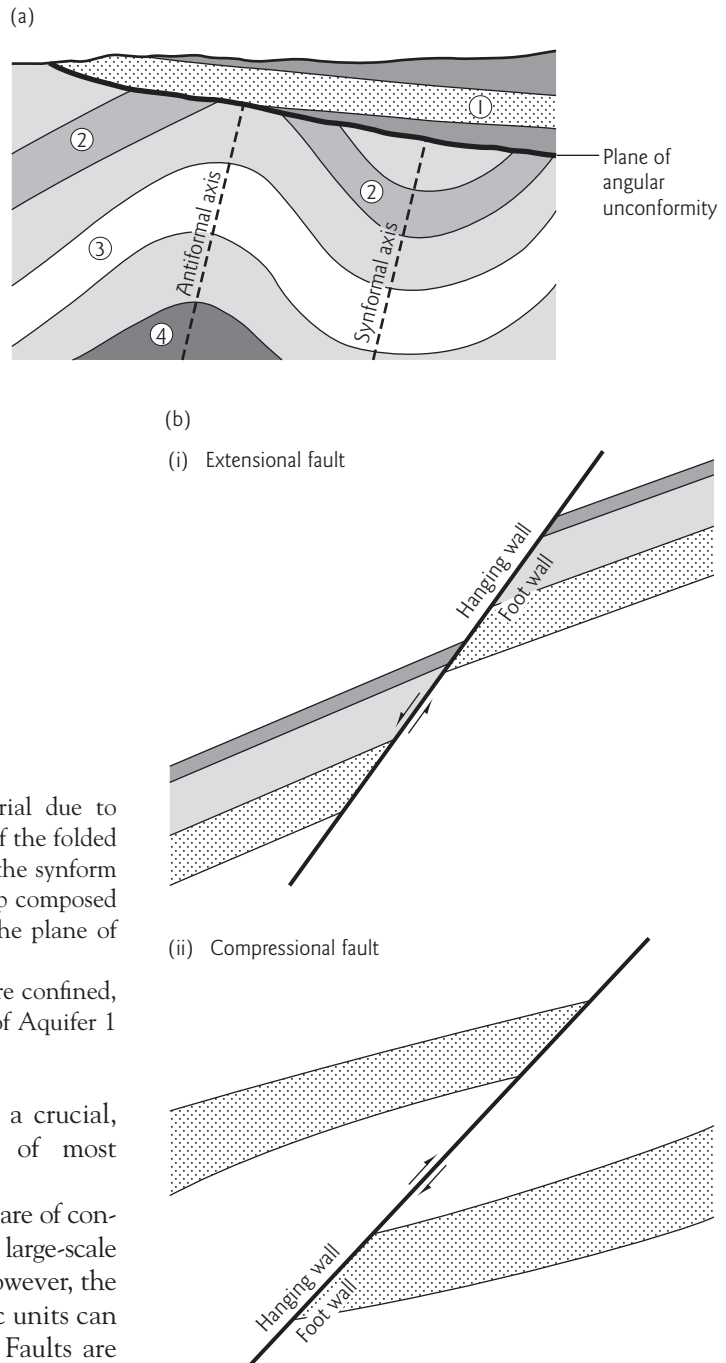 (a)
①
②
②
③
④
Antiformal axis
Synformal axis
Plane of
angular
unconformity
(b)
(i) Extensional fault
Hanging wall
Foot wall
(ii) Compressional fault
Hanging wall
Foot wall
rial due to
f the folded
the synform
p composed
he plane of
re confined,
of Aquifer 1
a crucial,
of most
are of con-
large-scale
owever, the
c units can
Faults are